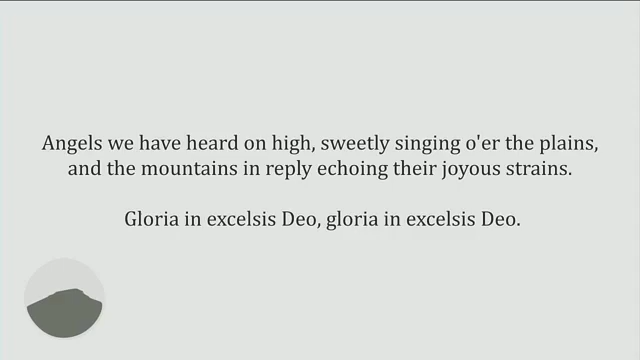 Angels we have heard on high, sweetly singing o'er the plains,
and the mountains in reply echoing their joyous strains.
Gloria in excelsis Deo, gloria in excelsis Deo.